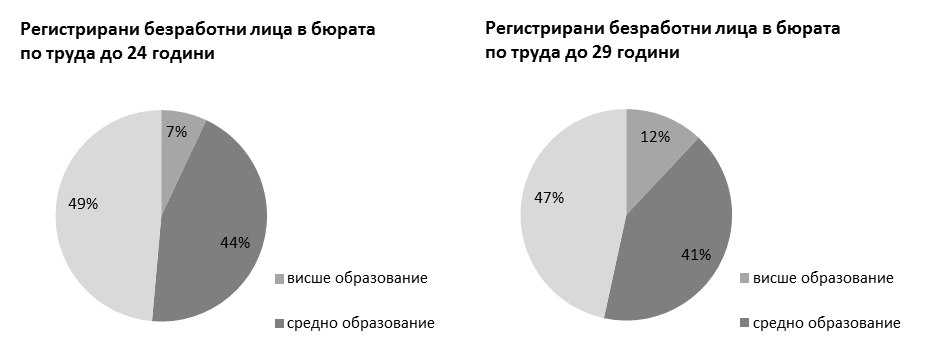 Регистрирани безработни лица в бюрата
по труда до 24 години
7%
49%
44%
висше образование
средно образование
Регистрирани безработни лица в бюрата
по труда до 29 години
12%
47%
41%
висше образование
средно образование